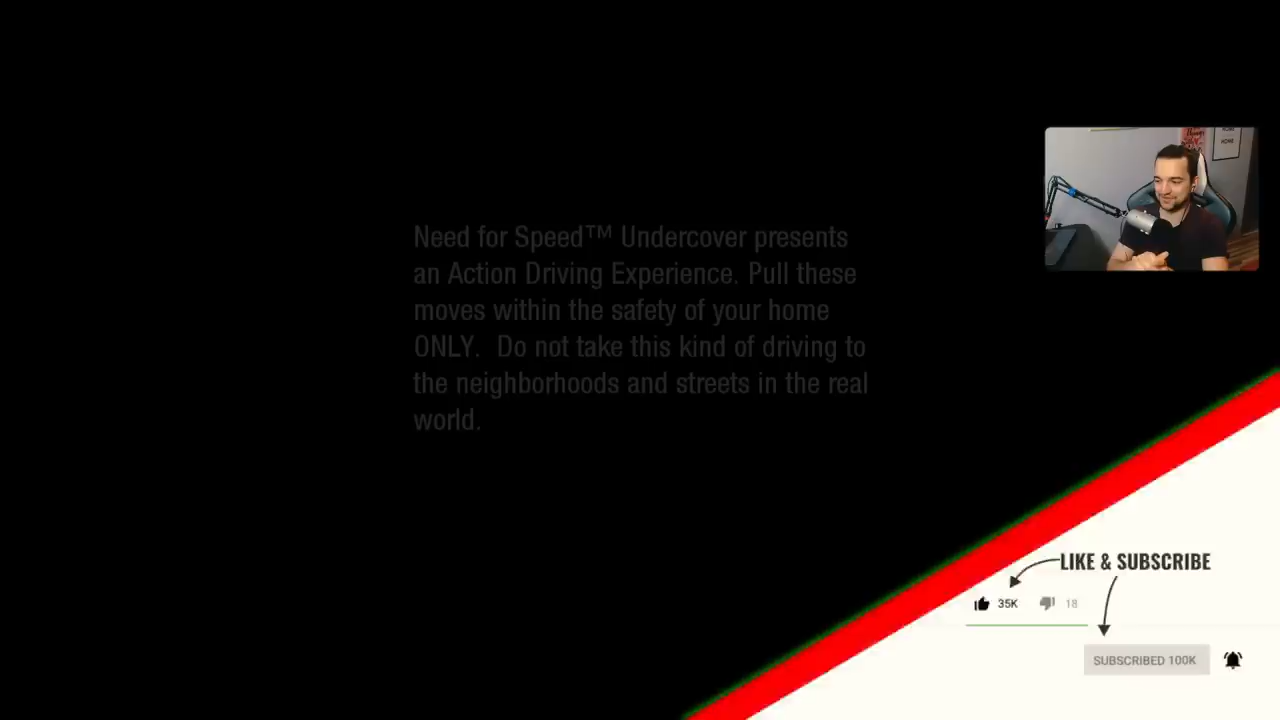 Need for Speed™ Undercover presents
an Action Driving Experience. Pull these
moves within the safety of your home
ONLY.  Do not take this kind of driving to
the neighborhoods and streets in the real
world.
HOME
LIKE & SUBSCRIBE
35K 18
SUBSCRIBED 100K